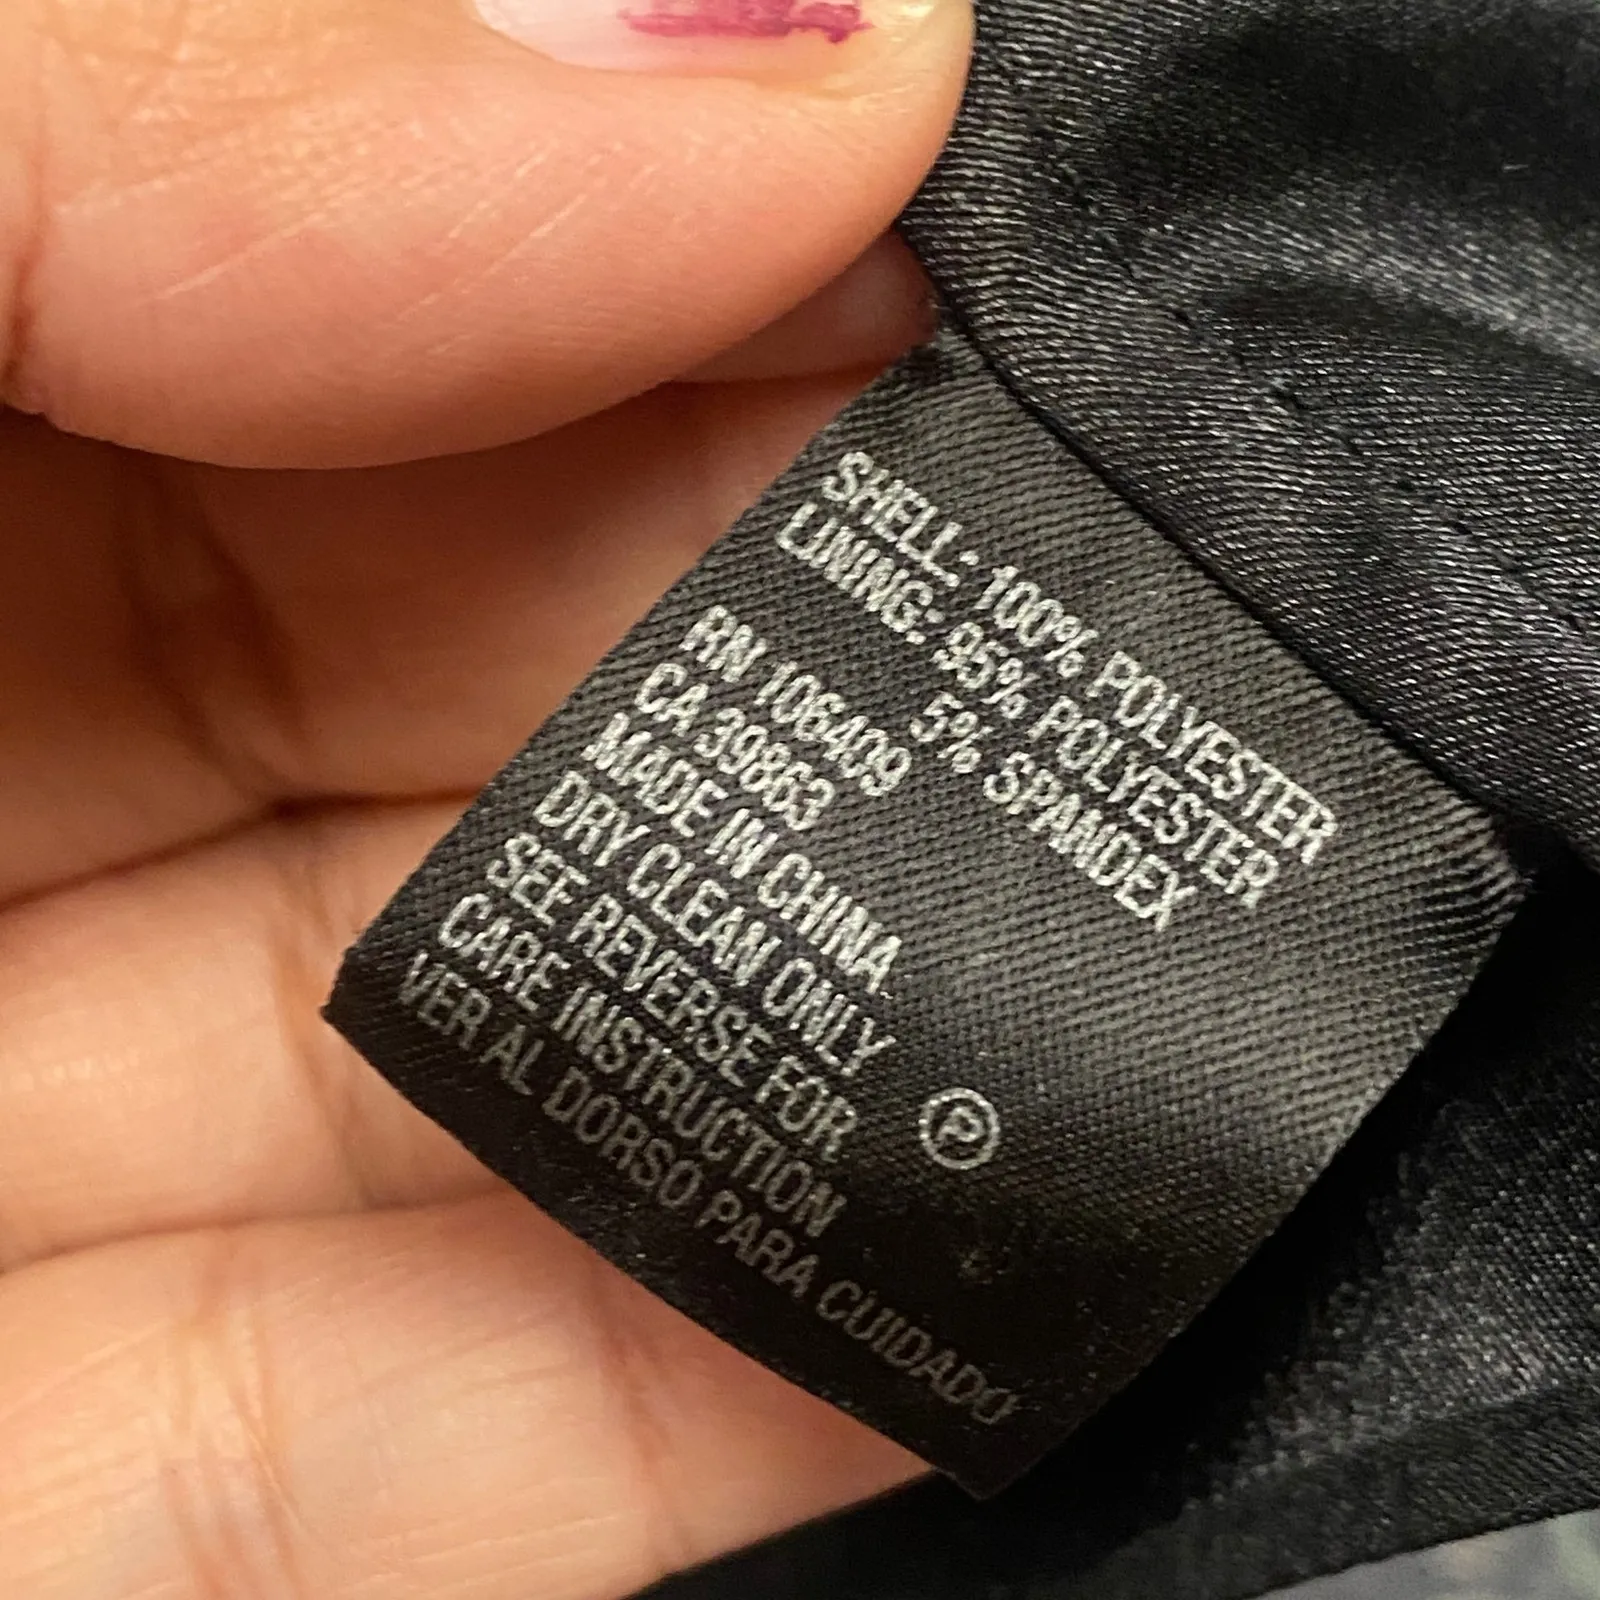 SHELL: 100% POLYESTER
LINING: 95% POLYESTER
5% SPANDEX
RN 106409
CA 39863
MADE IN CHINA
DRY CLEAN ONLY
SEE REVERSE FOR
CARE INSTRUCTION
VER AL DORSO PARA CUIDADO
P